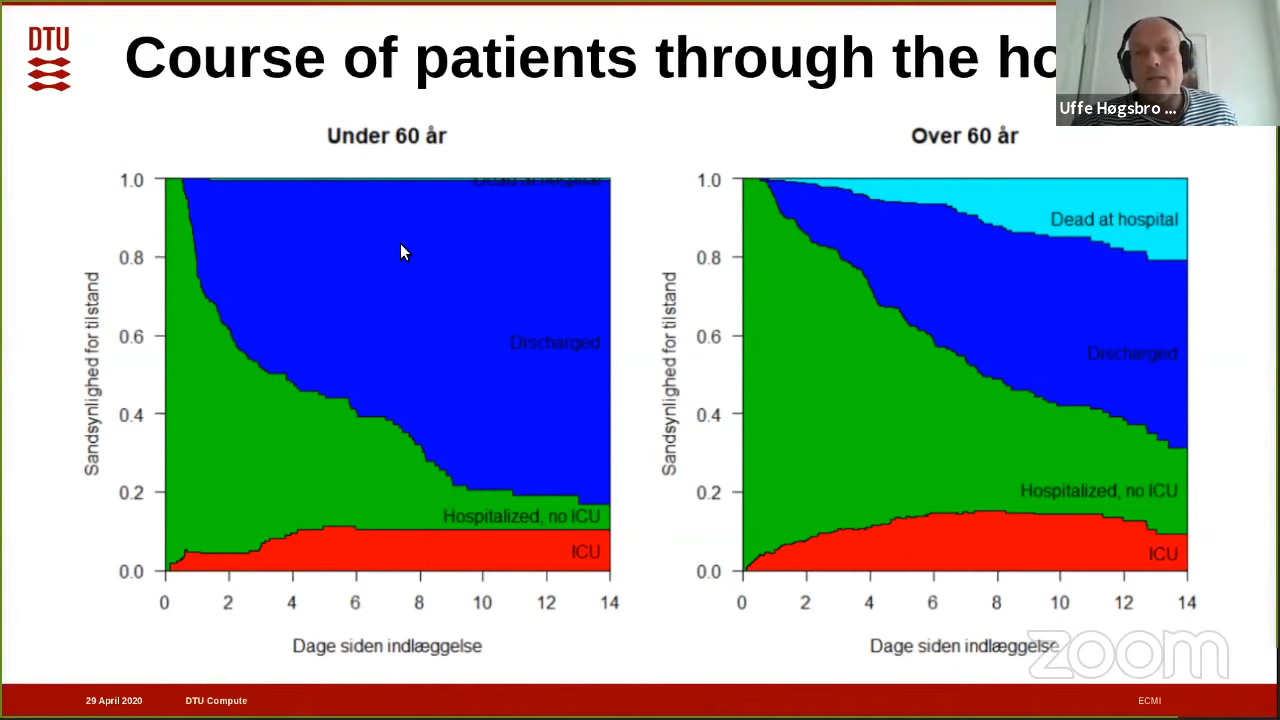 DTU
Course of patients through the ho
Uffe Høgsbro ...
Under 60 år
Over 60 år
Sandsynlighed for tilstand
1.0
0.8
0.6
0.4
0.2
0.0
Dead at hospital
Discharged
Hospitalized, no ICU
ICU
0 2 4 6 8 10 12 14
Dage siden indlæggelse
Sandsynlighed for tilstand
1.0
0.8
0.6
0.4
0.2
0.0
Dead at hospital
Discharged
Hospitalized, no ICU
ICU
0 2 4 6 8 10 12 14
Dage siden indlæggelse
zoom
29 April 2020 DTU Compute ECMI